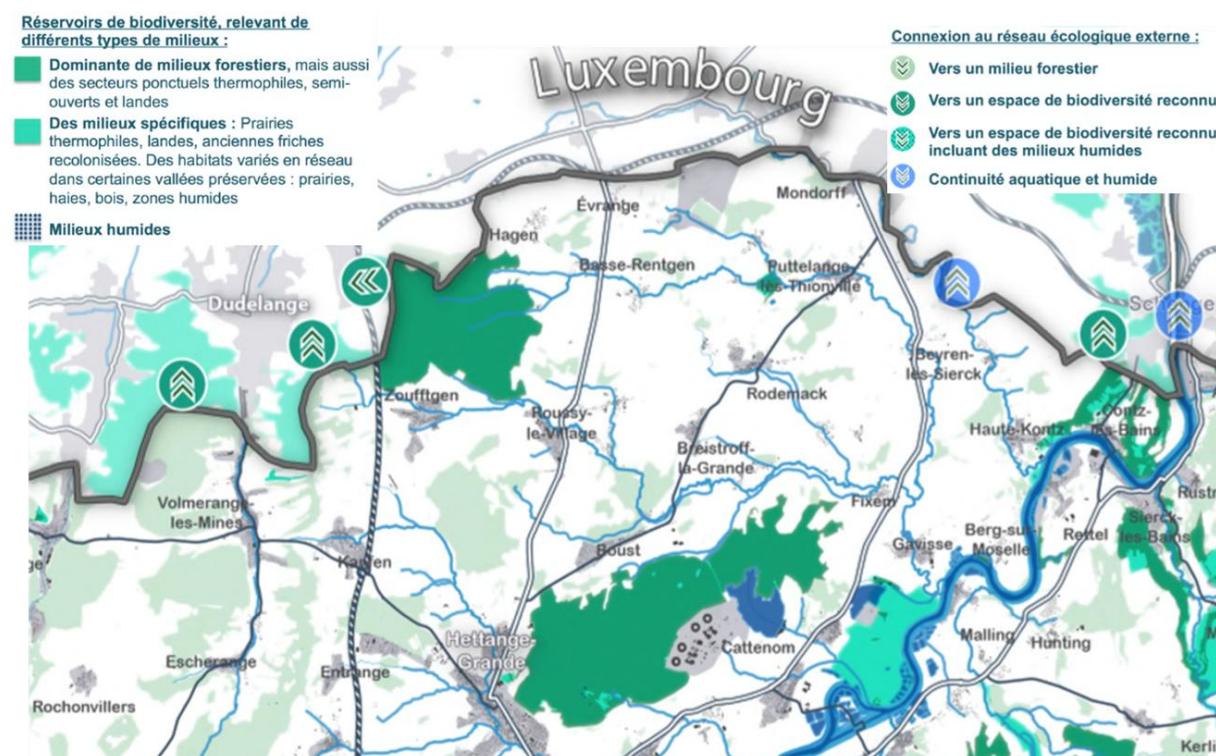 Réservoirs de biodiversité, relevant de
différents types de milieux :
Dominante de milieux forestiers, mais aussi
des secteurs ponctuels thermophiles, semi-
ouverts et landes
Des milieux spécifiques : Prairies
thermophiles, landes, anciennes friches
recolonisées. Des habitats variés en réseau
dans certaines vallées préservées : prairies,
haies, bois, zones humides
Milieux humides
Connexion au réseau écologique externe :
Vers un milieu forestier
Vers un espace de biodiversité reconnu
Vers un espace de biodiversité reconnu
incluant des milieux humides
Continuité aquatique et humide
Luxembourg
Mondorff
Évrange
Hagen
Basse-Rentgen
Puttelange-
lès-Thionville
Dudelange
Beyren-
lès-Sierck
Zoufftgen
Rodemack
Roussy-
le-Village
Haute-Kontz
Contz-
les-Bains
Breistroff-
la-Grande
Volmerange-
les-Mines
Fixem
Rustr
Sierck-
les-Bains
Berg-sur-
Moselle
Rettel
Gavisse
Boust
Kanfen
Hettange-
Grande
Cattenom
Malling
Hunting
Escherange
Entrange
Rochonvillers
Kerli